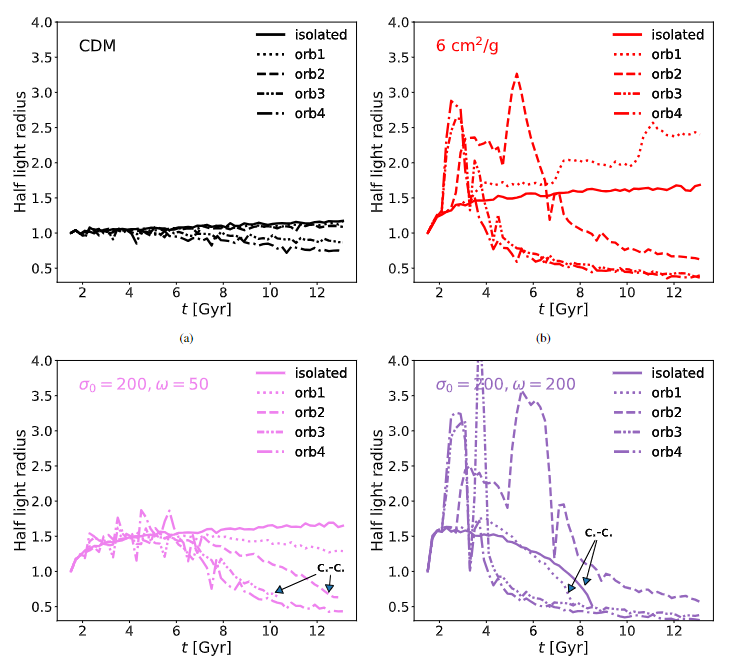 4.0
3.5
3.0
2.5
2.0
1.5
1.0
0.5
Half light radius
CDM
isolated
orb1
orb2
orb3
orb4
2 4 6 8 10 12
t [Gyr]
(a)
4.0
3.5
3.0
2.5
2.0
1.5
1.0
0.5
Half light radius
6 cm²/g
isolated
orb1
orb2
orb3
orb4
2 4 6 8 10 12
t [Gyr]
(b)
4.0
3.5
3.0
2.5
2.0
1.5
1.0
0.5
Half light radius
σ₀ = 200, ω = 50
isolated
orb1
orb2
orb3
orb4
c.-c.
2 4 6 8 10 12
t [Gyr]
4.0
3.5
3.0
2.5
2.0
1.5
1.0
0.5
Half light radius
σ₀ = 200, ω = 200
isolated
orb1
orb2
orb3
orb4
c.-c.
2 4 6 8 10 12
t [Gyr]